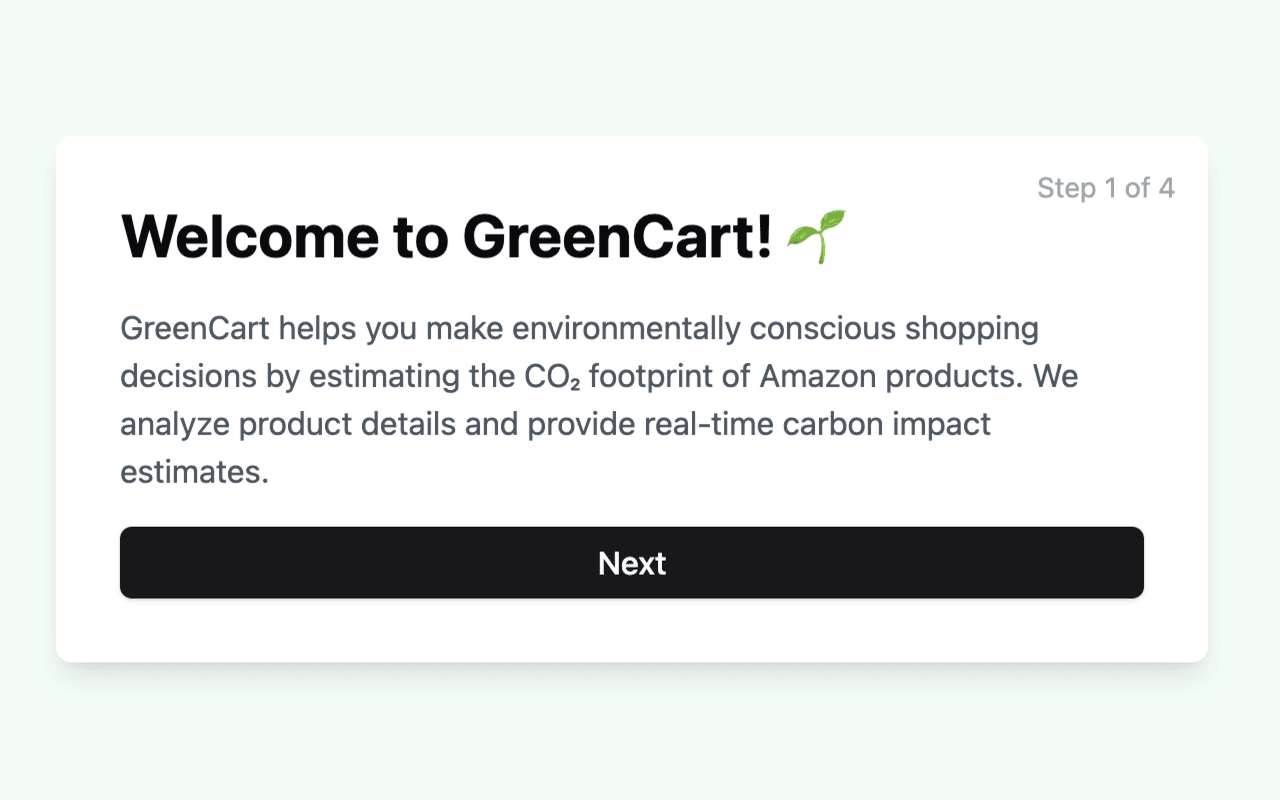 Step 1 of 4
Welcome to GreenCart! 🌱
GreenCart helps you make environmentally conscious shopping
decisions by estimating the CO₂ footprint of Amazon products. We
analyze product details and provide real-time carbon impact
estimates.
Next